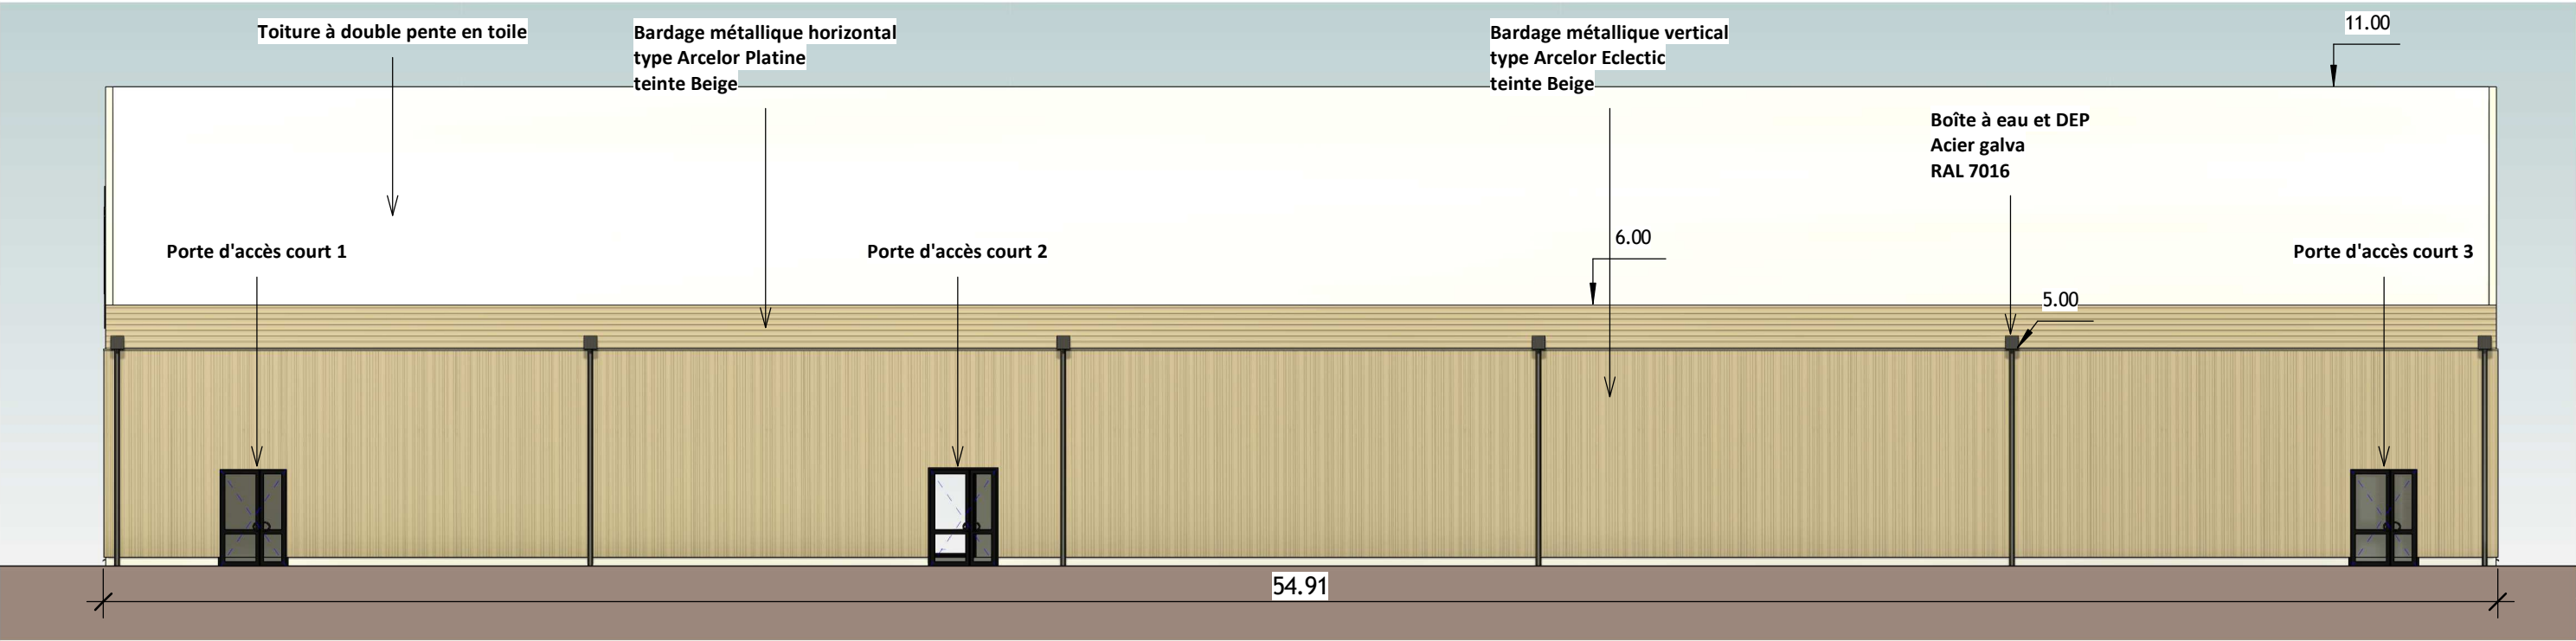 Toiture à double pente en toile
Bardage métallique horizontal
type Arcelor Platine
teinte Beige
Bardage métallique vertical
type Arcelor Eclectic
teinte Beige
11.00
Boîte à eau et DEP
Acier galva
RAL 7016
Porte d'accès court 1
Porte d'accès court 2
6.00
Porte d'accès court 3
5.00
54.91